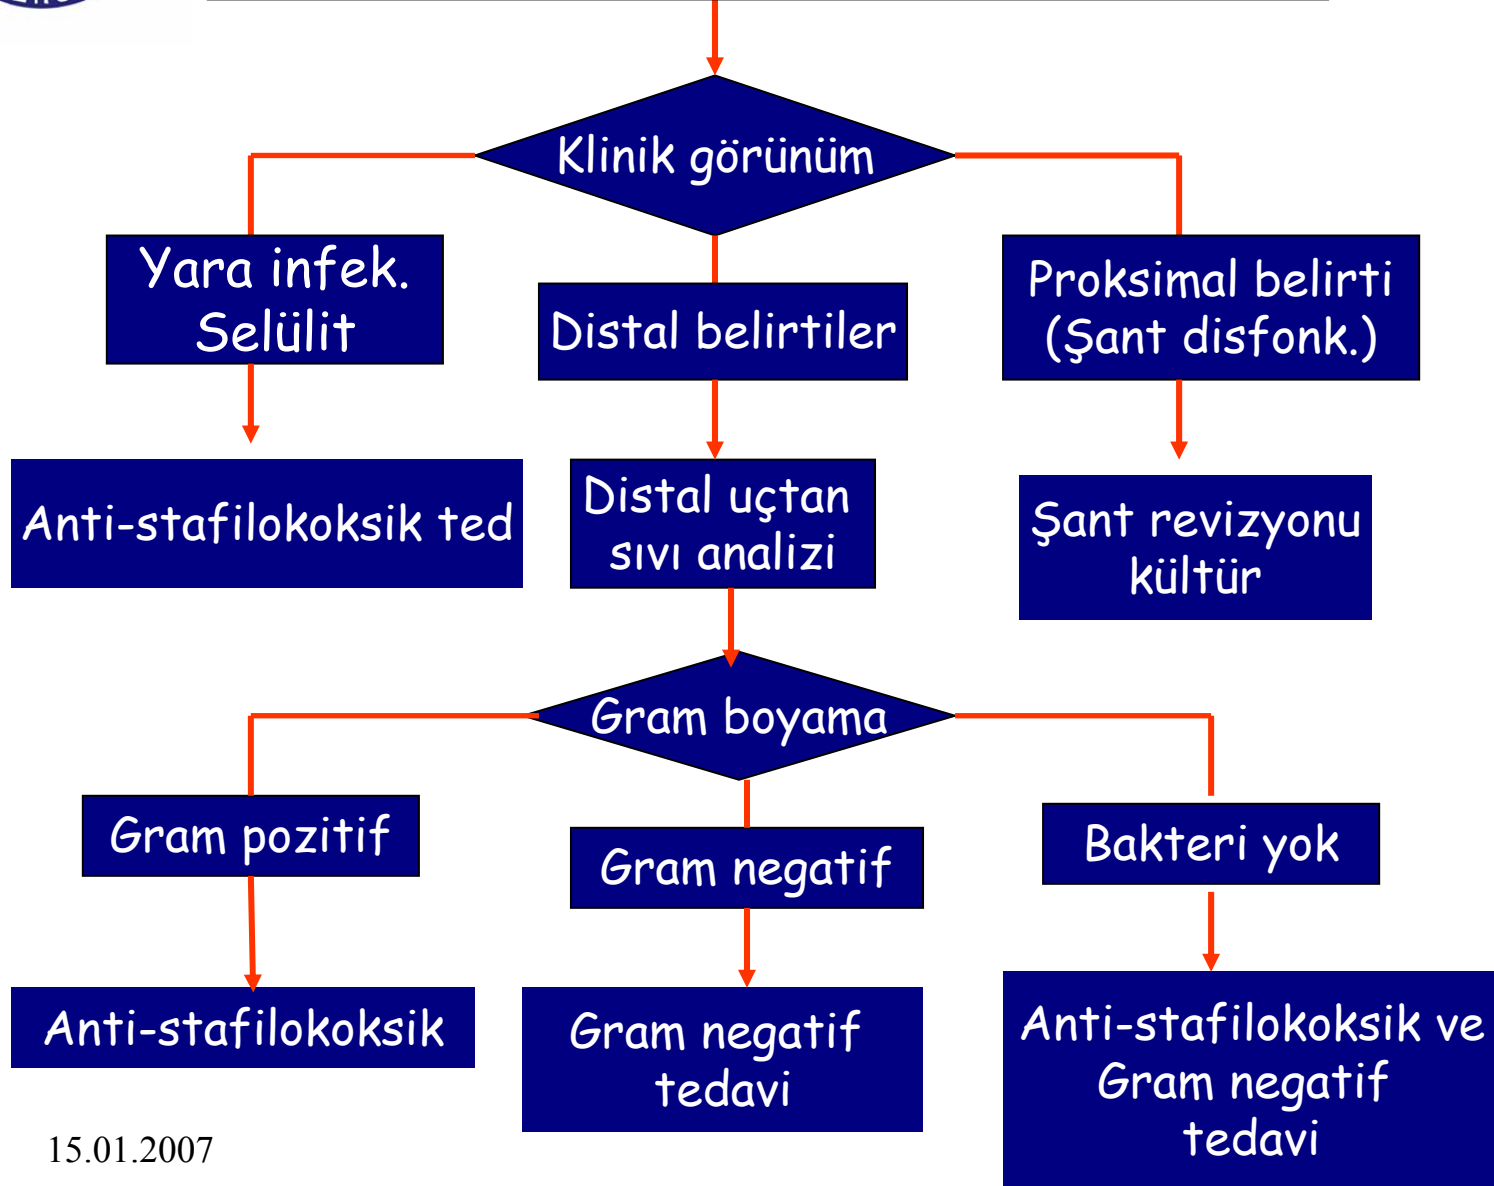 Klinik görünüm
Yara infek.
Selülit
Distal belirtiler
Proksimal belirti
(Şant disfonk.)
Anti-stafilokoksik ted
Distal uçtan
sıvı analizi
Şant revizyonu
kültür
Gram boyama
Gram pozitif
Gram negatif
Bakteri yok
Anti-stafilokoksik
Gram negatif
tedavi
Anti-stafilokoksik ve
Gram negatif
tedavi
15.01.2007